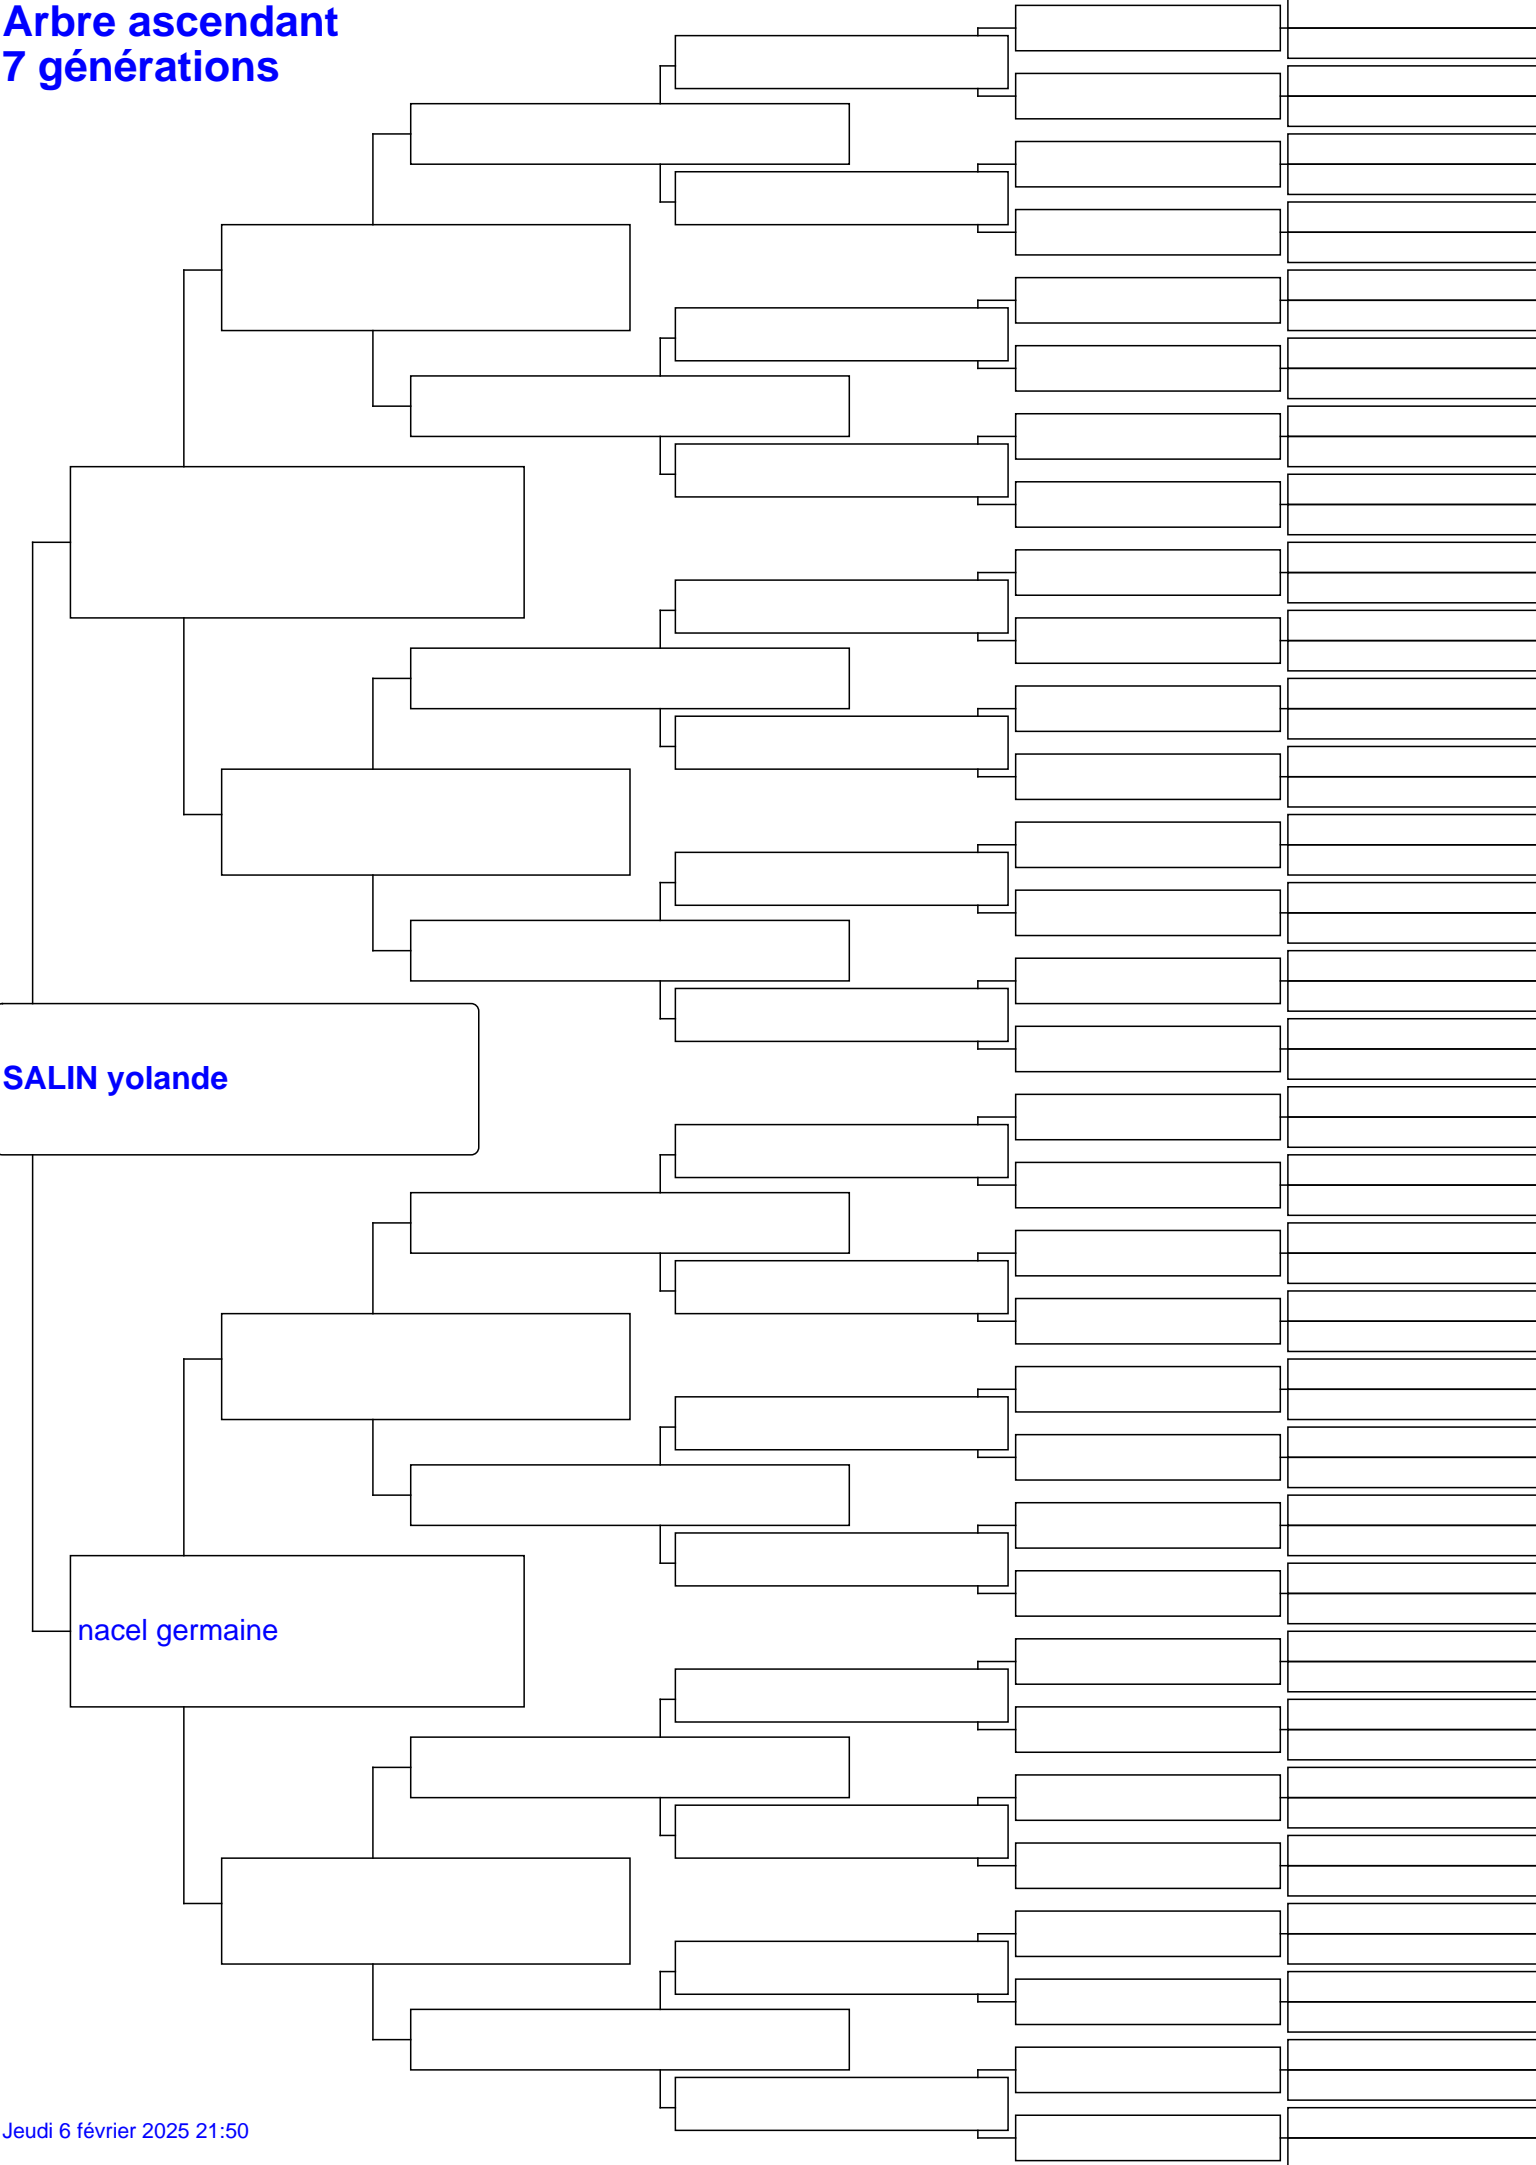 Arbre ascendant
7 générations
SALIN yolande
nacel germaine
Jeudi 6 février 2025 21:50